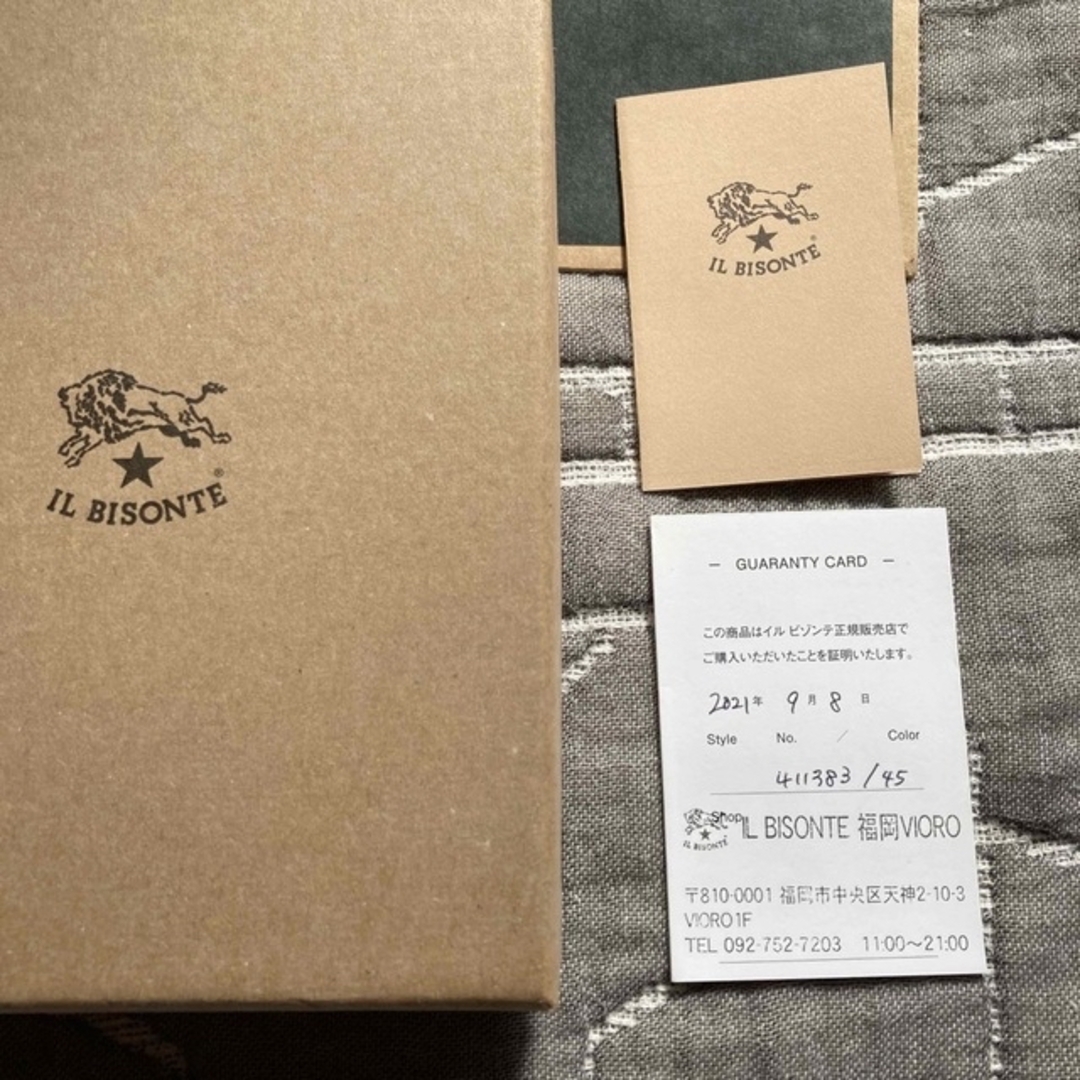 IL BISONTE
®
IL BISONTE
®
— GUARANTY CARD —
この商品はイル ビゾンテ正規販売店で
ご購入いただいたことを証明いたします。
2021年 9月 8日
Style No. / Color
411383 / 45
Shop
IL BISONTE
IL BISONTE 福岡VIORO
〒810-0001 福岡市中央区天神2-10-3
VIORO 1F
TEL 092-752-7203 11:00～21:00